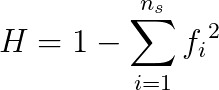 $H = 1 - \sum_{i=1}^{n_s} {f_i}^2$